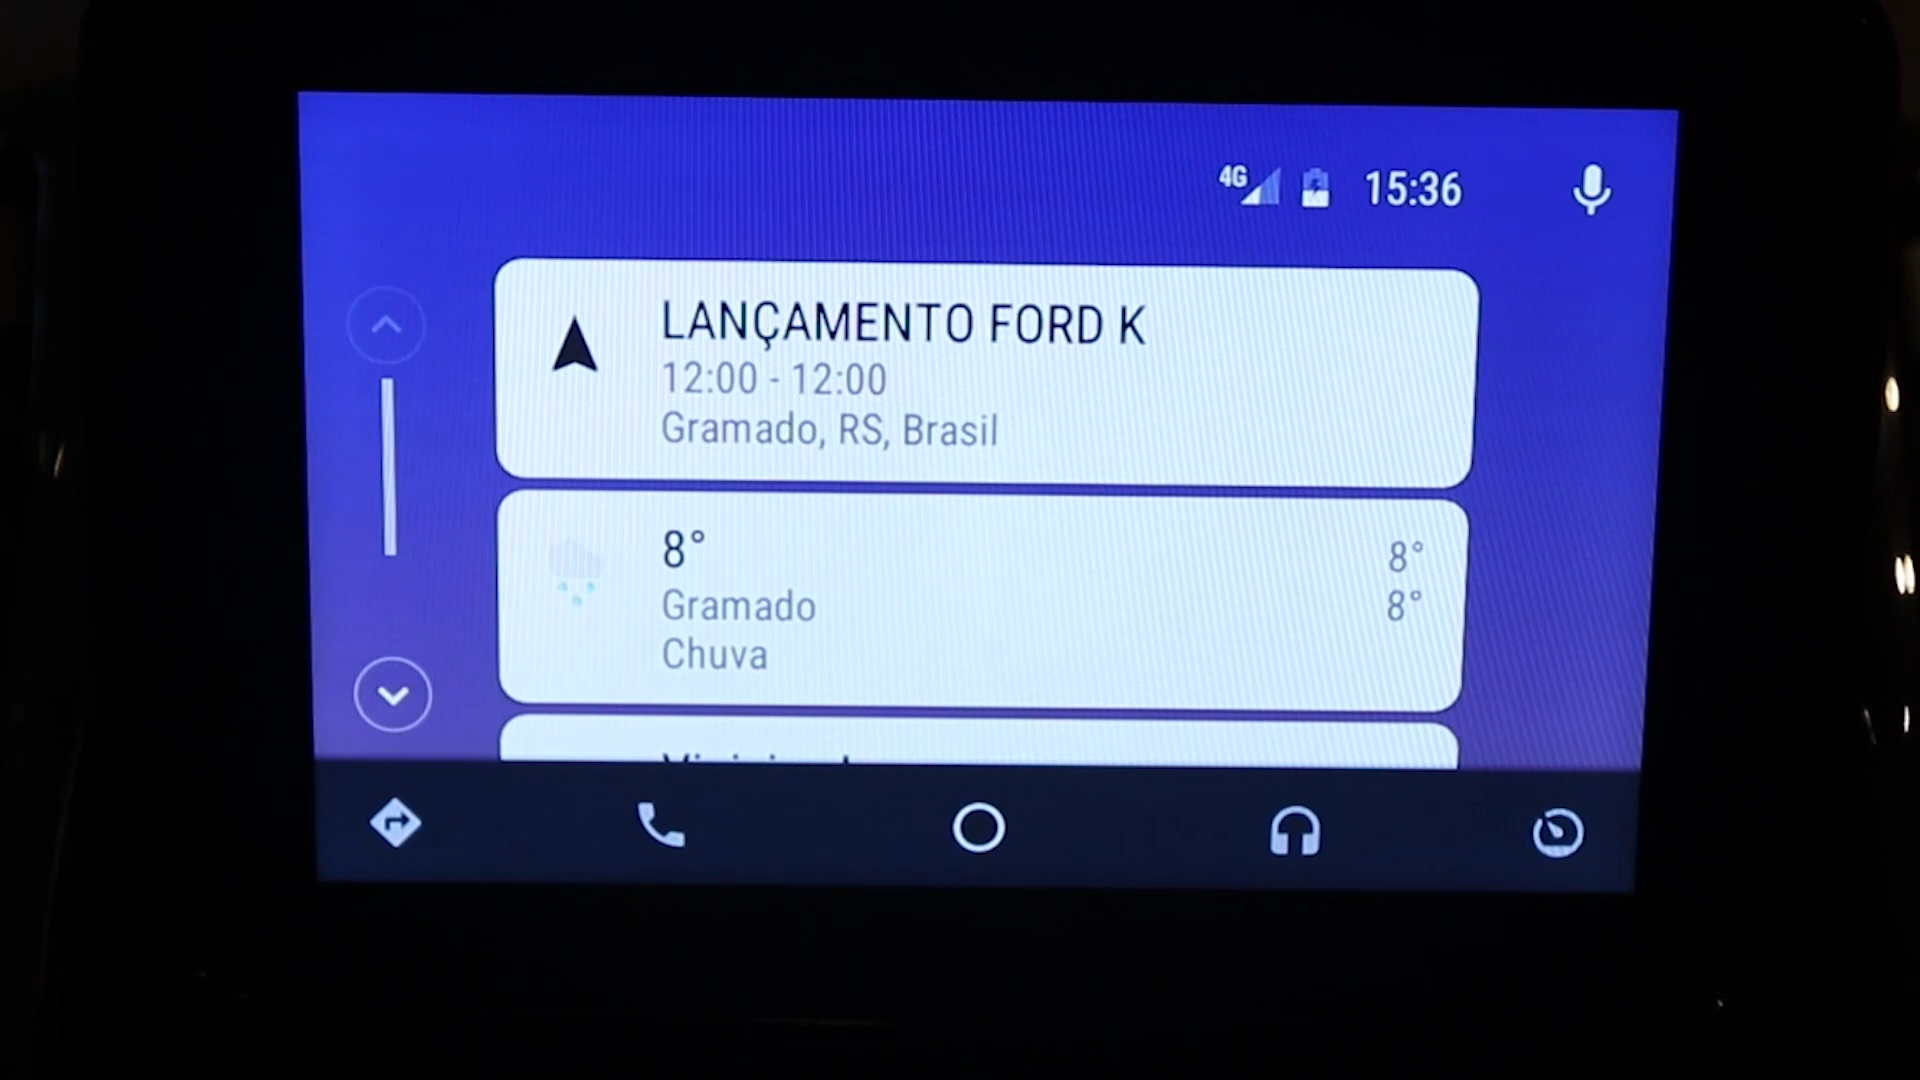 4G 15:36
LANÇAMENTO FORD K
12:00 - 12:00
Gramado, RS, Brasil
8° 8°
Gramado 8°
Chuva